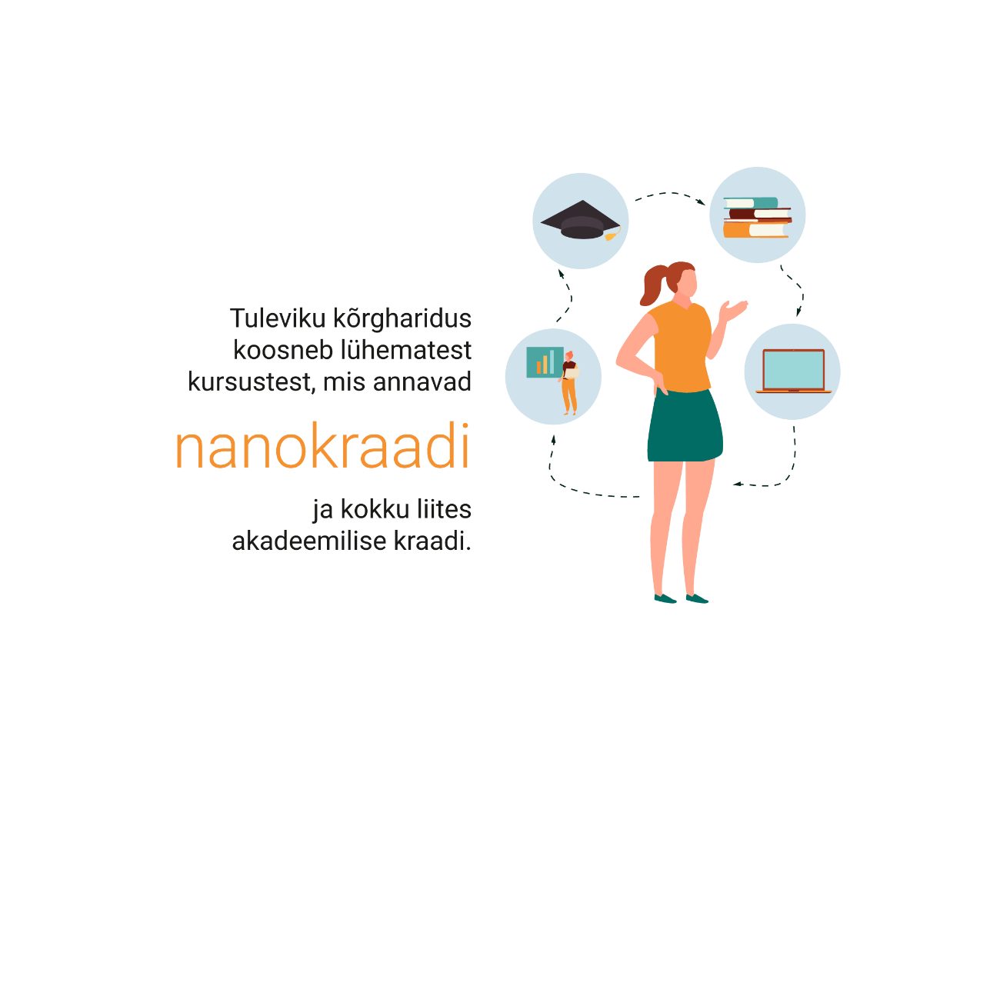 Tuleviku kõrgharidus
koosneb lühematest
kursustest, mis annavad
nanokraadi
ja kokku liites
akadeemilise kraadi.